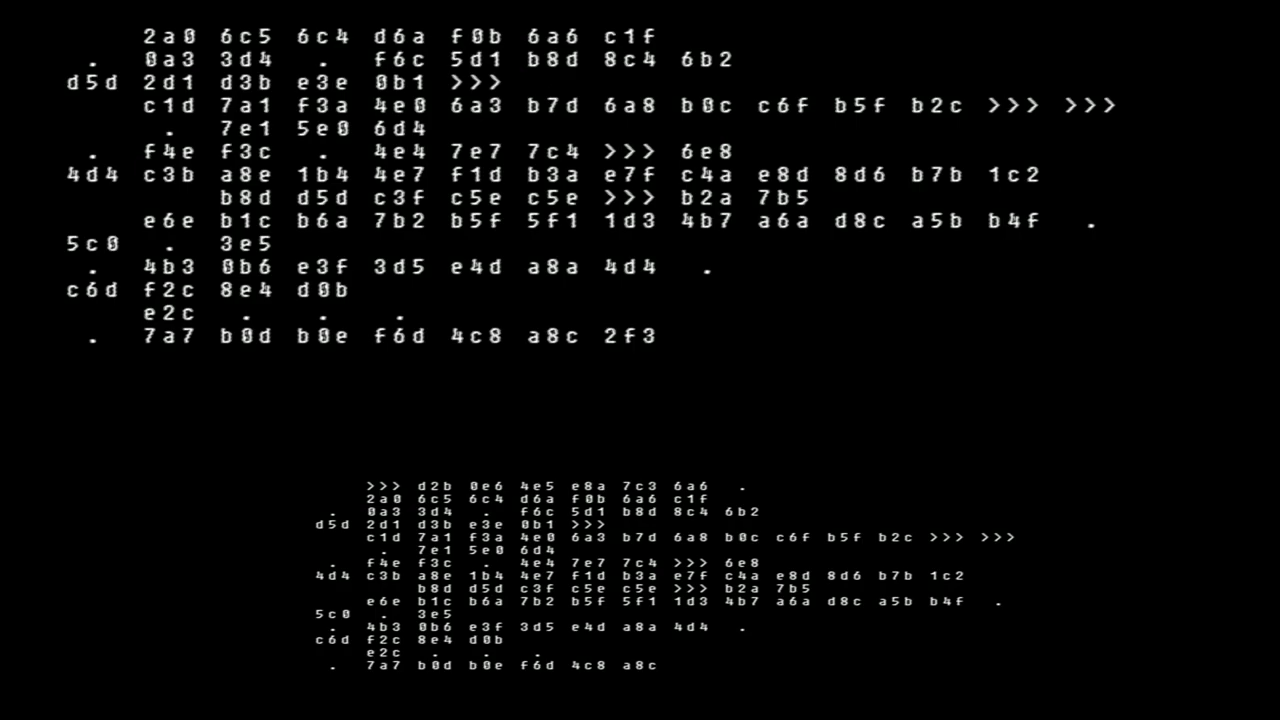 2a0 6c5 6c4 d6a f0b 6a6 c1f
. 0a3 3d4 . f6c 5d1 b8d 8c4 6b2
d5d 2d1 d3b e3e 0b1 >>>
c1d 7a1 f3a 4e0 6a3 b7d 6a8 b0c c6f b5f b2c >>> >>>
. 7e1 5e0 6d4
. f4e f3c . 4e4 7e7 7c4 >>> 6e8
4d4 c3b a8e 1b4 4e7 f1d b3a e7f c4a e8d 8d6 b7b 1c2
b8d d5d c3f c5e c5e >>> b2a 7b5
e6e b1c b6a 7b2 b5f 5f1 1d3 4b7 a6a d8c a5b b4f .
5c0 . 3e5
. 4b3 0b6 e3f 3d5 e4d a8a 4d4 .
c6d f2c 8e4 d0b
e2c . . .
. 7a7 b0d b0e f6d 4c8 a8c 2f3
>>> d2b 0e6 4e5 e8a 7c3 6a6 .
2a0 6c5 6c4 d6a f0b 6a6 c1f
. 0a3 3d4 . f6c 5d1 b8d 8c4 6b2
d5d 2d1 d3b e3e 0b1 >>>
c1d 7a1 f3a 4e0 6a3 b7d 6a8 b0c c6f b5f b2c >>> >>>
. 7e1 5e0 6d4
. f4e f3c . 4e4 7e7 7c4 >>> 6e8
4d4 c3b a8e 1b4 4e7 f1d b3a e7f c4a e8d 8d6 b7b 1c2
b8d d5d c3f c5e c5e >>> b2a 7b5
e6e b1c b6a 7b2 b5f 5f1 1d3 4b7 a6a d8c a5b b4f .
5c0 . 3e5
. 4b3 0b6 e3f 3d5 e4d a8a 4d4 .
c6d f2c 8e4 d0b
e2c . . .
. 7a7 b0d b0e f6d 4c8 a8c